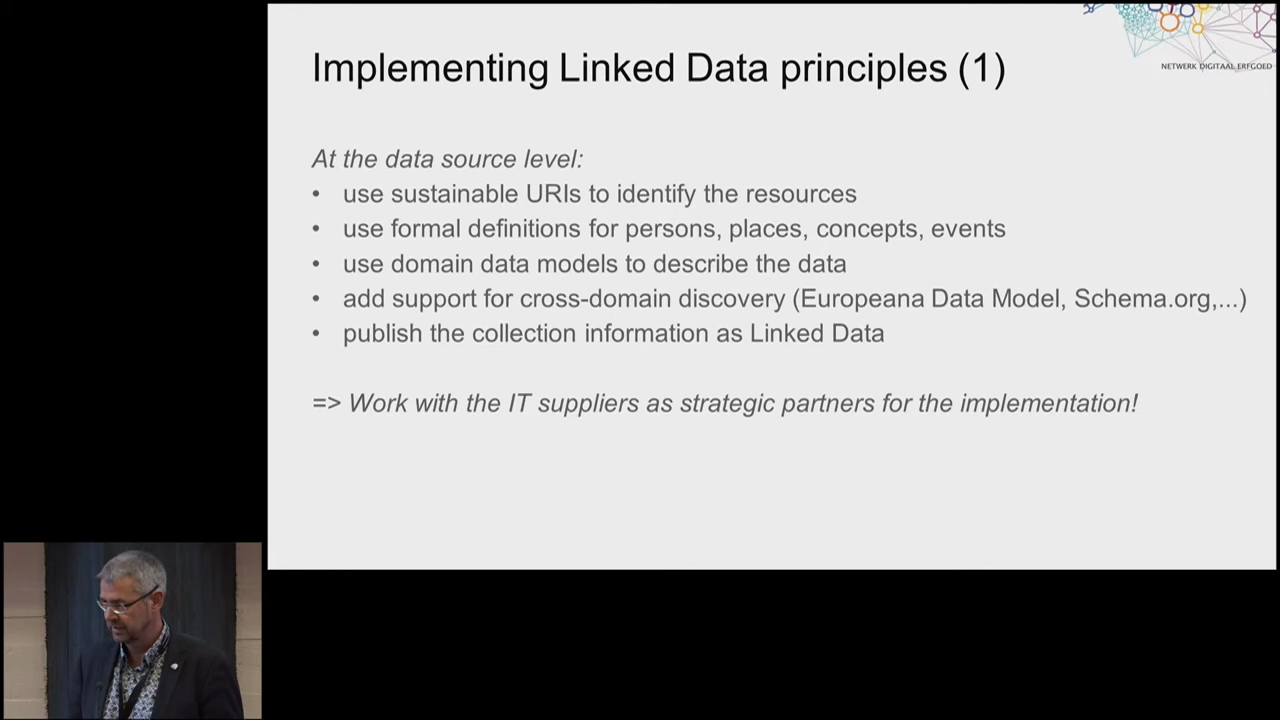 NETWERK DIGITAAL ERFGOED
Implementing Linked Data principles (1)
At the data source level:
• use sustainable URIs to identify the resources
• use formal definitions for persons, places, concepts, events
• use domain data models to describe the data
• add support for cross-domain discovery (Europeana Data Model, Schema.org,...)
• publish the collection information as Linked Data
=> Work with the IT suppliers as strategic partners for the implementation!